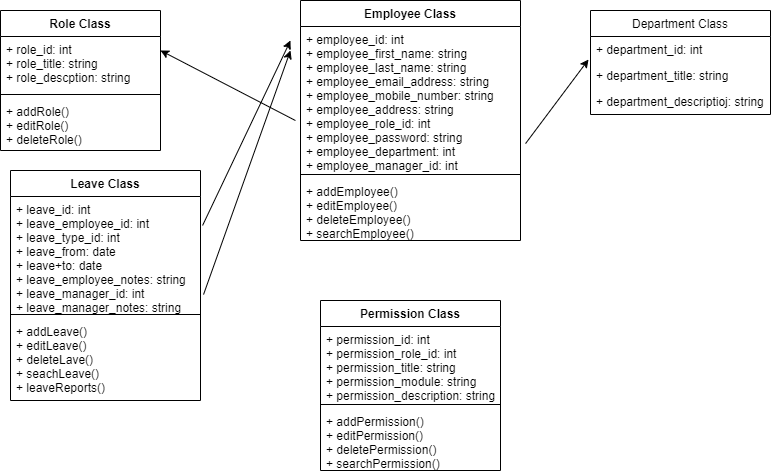 Role Class
+ role_id: int
+ role_title: string
+ role_descption: string
+ addRole()
+ editRole()
+ deleteRole()
Employee Class
+ employee_id: int
+ employee_first_name: string
+ employee_last_name: string
+ employee_email_address: string
+ employee_mobile_number: string
+ employee_address: string
+ employee_role_id: int
+ employee_password: string
+ employee_department: int
+ employee_manager_id: int
+ addEmployee()
+ editEmployee()
+ deleteEmployee()
+ searchEmployee()
Department Class
+ department_id: int
+ department_title: string
+ department_descriptioj: string
Leave Class
+ leave_id: int
+ leave_employee_id: int
+ leave_type_id: int
+ leave_from: date
+ leave+to: date
+ leave_employee_notes: string
+ leave_manager_id: int
+ leave_manager_notes: string
+ addLeave()
+ editLeave()
+ deleteLave()
+ seachLeave()
+ leaveReports()
Permission Class
+ permission_id: int
+ permission_role_id: int
+ permission_title: string
+ permission_module: string
+ permission_description: string
+ addPermission()
+ editPermission()
+ deletePermission()
+ searchPermission()